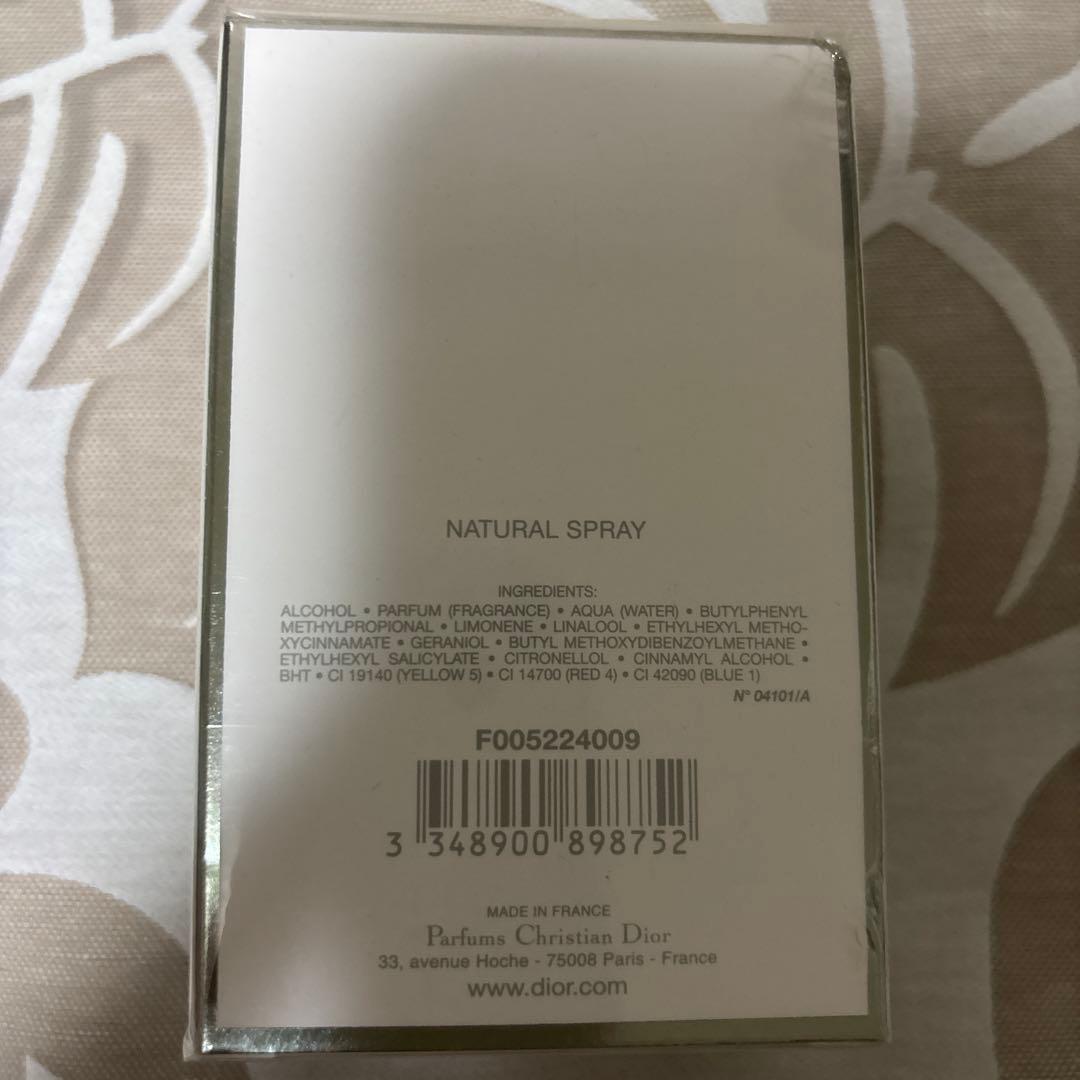 NATURAL SPRAY
INGREDIENTS:
ALCOHOL • PARFUM (FRAGRANCE) • AQUA (WATER) • BUTYLPHENYL
METHYLPROPIONAL • LIMONENE • LINALOOL • ETHYLHEXYL METHO-
XYCINNAMATE • GERANIOL • BUTYL METHOXYDIBENZOYLMETHANE •
ETHYLHEXYL SALICYLATE • CITRONELLOL • CINNAMYL ALCOHOL •
BHT • CI 19140 (YELLOW 5) • CI 14700 (RED 4) • CI 42090 (BLUE 1)
N° 04101/A
F005224009
3 348900 898752
MADE IN FRANCE
Parfums Christian Dior
33, avenue Hoche - 75008 Paris - France
www.dior.com